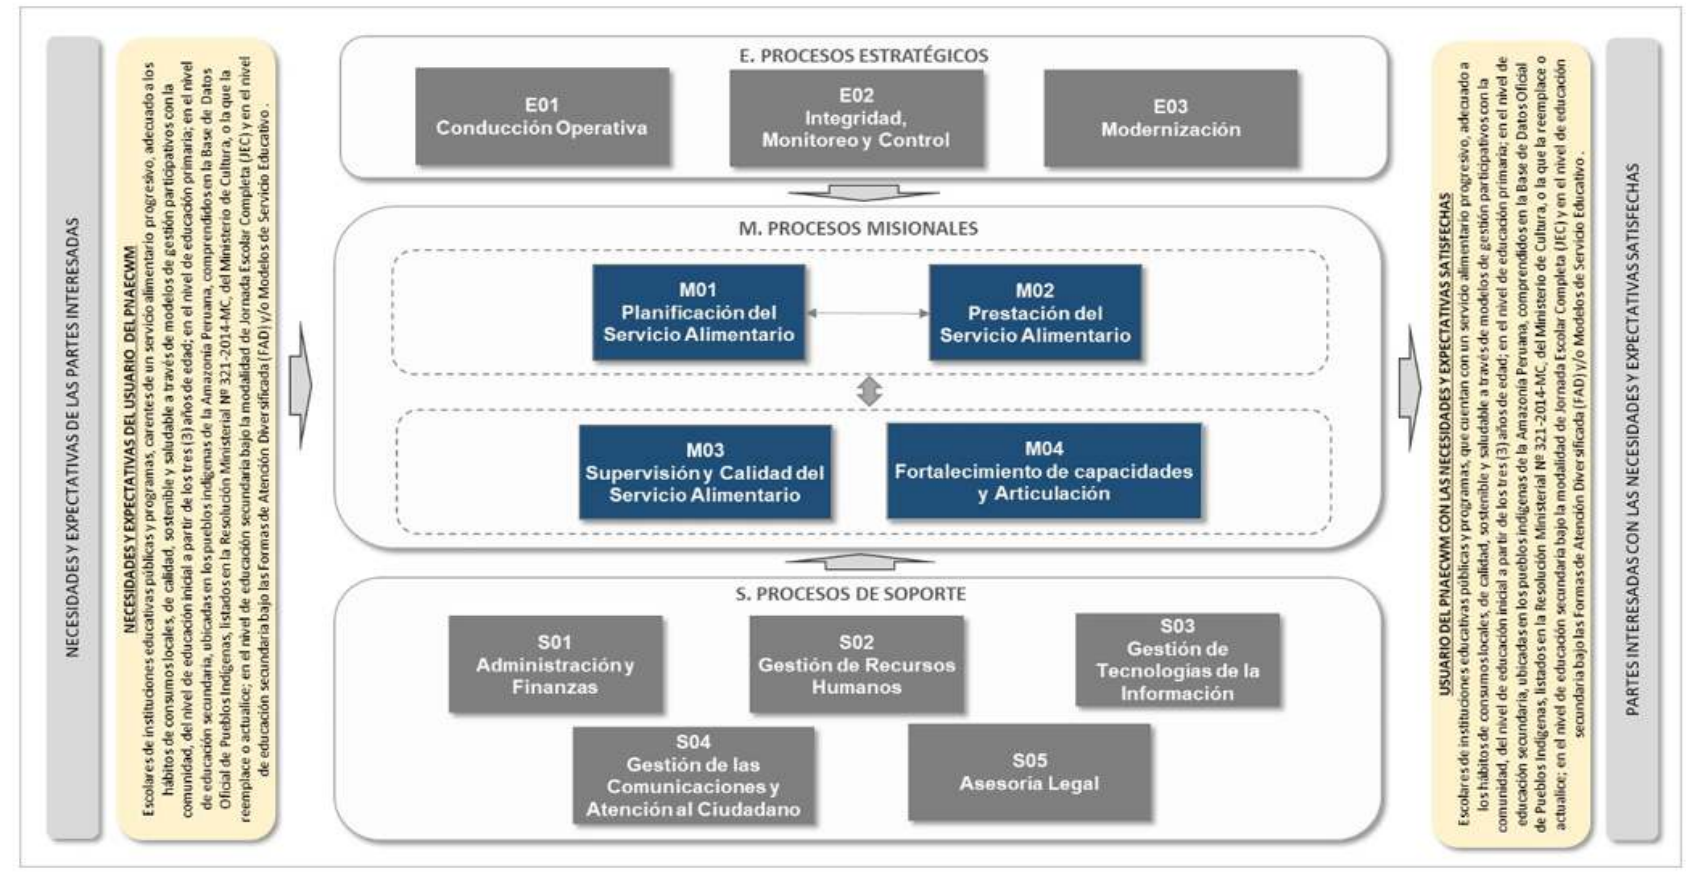 NECESIDADES Y EXPECTATIVAS DE LAS PARTES INTERESADAS
NECESIDADES Y EXPECTATIVAS DEL USUARIO DEL PNAECWM
Escolares de instituciones educativas públicas y programas, carentes de un servicio alimentario progresivo, adecuado a los
hábitos de consumos locales, de calidad, sostenible y saludable a través de modelos de gestión participativos con la
comunidad, del nivel de educación inicial a partir de los tres (3) años de edad; en el nivel de educación primaria; en el nivel
de educación secundaria, ubicadas en los pueblos indígenas de la Amazonía Peruana, comprendidos en la Base de Datos
Oficial de Pueblos Indígenas, listados en la Resolución Ministerial Nº 321-2014-MC, del Ministerio de Cultura, o la que la
reemplace o actualice; en el nivel de educación secundaria bajo la modalidad de Jornada Escolar Completa (JEC) y en el nivel
de educación secundaria bajo las Formas de Atención Diversificada (FAD) y/o Modelos de Servicio Educativo.
E. PROCESOS ESTRATÉGICOS
E01
Conducción Operativa
E02
Integridad,
Monitoreo y Control
E03
Modernización
M. PROCESOS MISIONALES
M01
Planificación del
Servicio Alimentario
M02
Prestación del
Servicio Alimentario
M03
Supervisión y Calidad del
Servicio Alimentario
M04
Fortalecimiento de capacidades
y Articulación
S. PROCESOS DE SOPORTE
S01
Administración y
Finanzas
S02
Gestión de Recursos
Humanos
S03
Gestión de
Tecnologías de la
Información
S04
Gestión de las
Comunicaciones y
Atención al Ciudadano
S05
Asesoría Legal
USUARIO DEL PNAECWM CON LAS NECESIDADES Y EXPECTATIVAS SATISFECHAS
Escolares de instituciones educativas públicas y programas, que cuentan con un servicio alimentario progresivo, adecuado a
los hábitos de consumos locales, de calidad, sostenible y saludable a través de modelos de gestión participativos con la
comunidad, del nivel de educación inicial a partir de los tres (3) años de edad; en el nivel de educación primaria; en el nivel de
educación secundaria, ubicadas en los pueblos indígenas de la Amazonía Peruana, comprendidos en la Base de Datos Oficial
de Pueblos Indígenas, listados en la Resolución Ministerial Nº 321-2014-MC, del Ministerio de Cultura, o la que la reemplace o
actualice; en el nivel de educación secundaria bajo la modalidad de Jornada Escolar Completa (JEC) y en el nivel de educación
secundaria bajo las Formas de Atención Diversificada (FAD) y/o Modelos de Servicio Educativo.
PARTES INTERESADAS CON LAS NECESIDADES Y EXPECTATIVAS SATISFECHAS